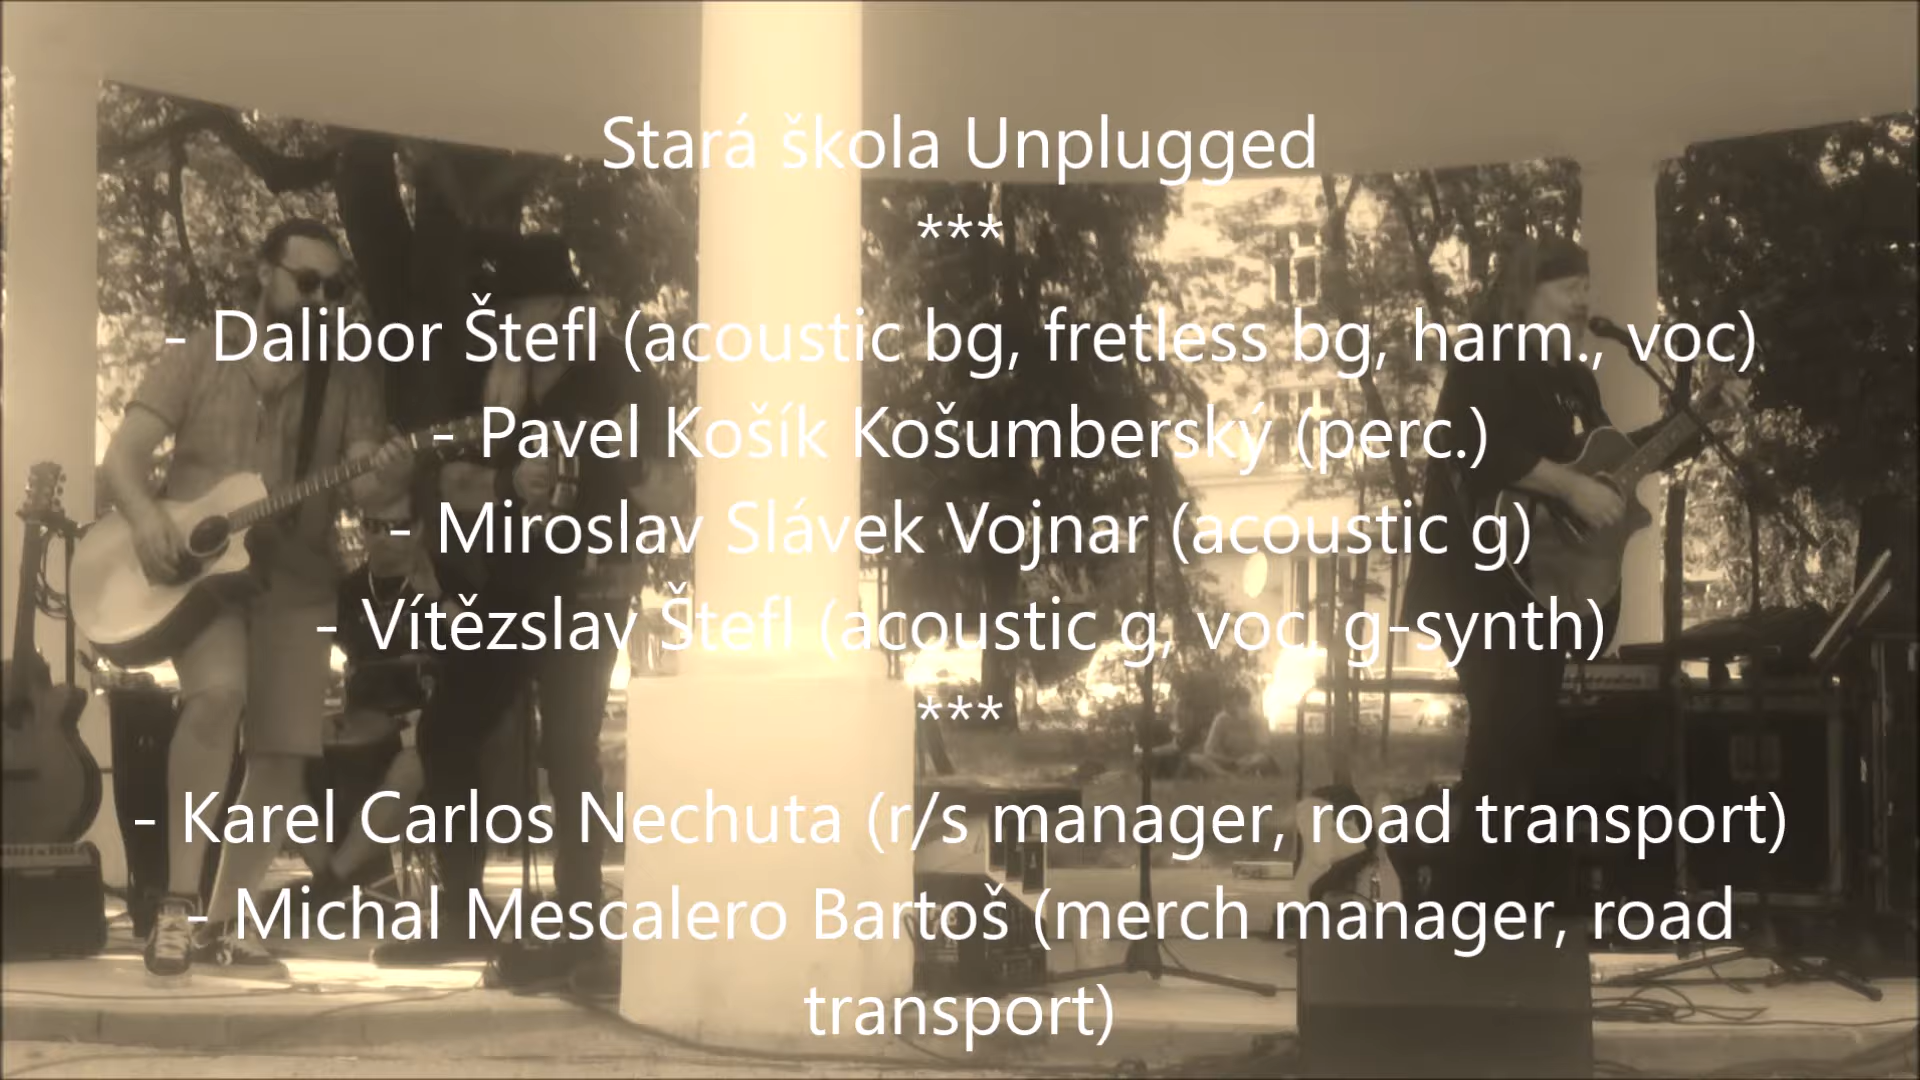 Stará škola Unplugged
***
- Dalibor Štefl (acoustic bg, fretless bg, harm., voc)
- Pavel Košík Košumberský (perc.)
- Miroslav Slávek Vojnar (acoustic g)
- Vítězslav Štefl (acoustic g, voc, g-synth)
***
- Karel Carlos Nechuta (r/s manager, road transport)
- Michal Mescalero Bartoš (merch manager, road
transport)